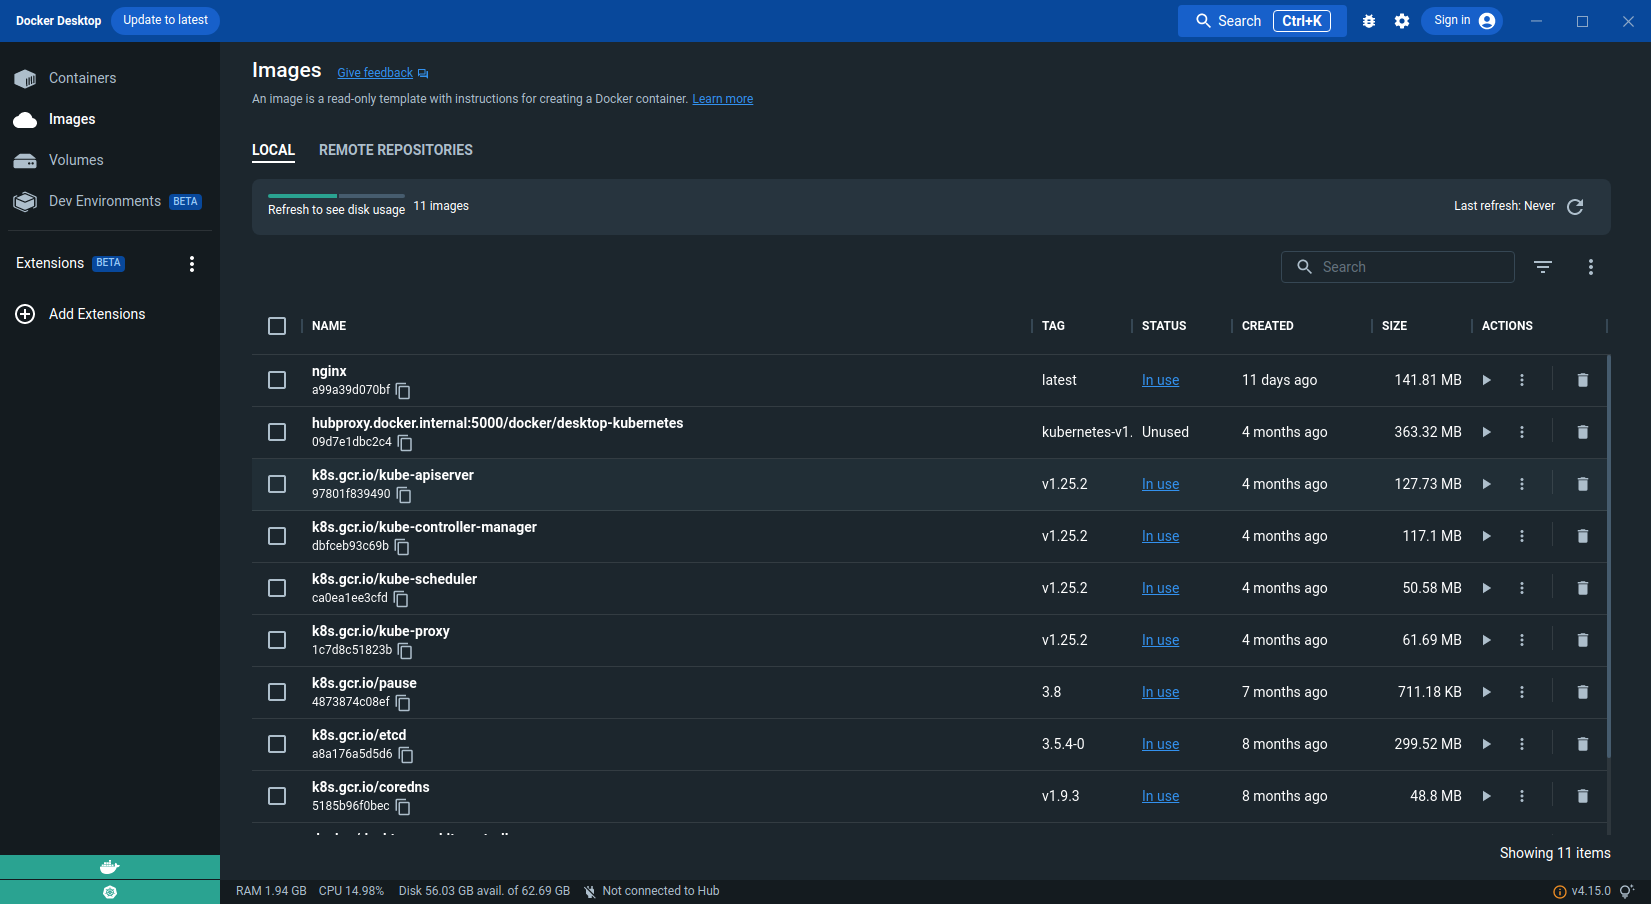 Docker Desktop Update to latest Search Ctrl+K Sign in
Containers
Images
Volumes
Dev Environments BETA
Extensions BETA
Add Extensions
Images Give feedback
An image is a read-only template with instructions for creating a Docker container. Learn more
LOCAL REMOTE REPOSITORIES
Refresh to see disk usage 11 images Last refresh: Never
Search
NAME TAG STATUS CREATED SIZE ACTIONS
nginx
a99a39d070bf latest In use 11 days ago 141.81 MB
hubproxy.docker.internal:5000/docker/desktop-kubernetes
09d7e1dbc2c4 kubernetes-v1. Unused 4 months ago 363.32 MB
k8s.gcr.io/kube-apiserver
97801f839490 v1.25.2 In use 4 months ago 127.73 MB
k8s.gcr.io/kube-controller-manager
dbfceb93c69b v1.25.2 In use 4 months ago 117.1 MB
k8s.gcr.io/kube-scheduler
ca0ea1ee3cfd v1.25.2 In use 4 months ago 50.58 MB
k8s.gcr.io/kube-proxy
1c7d8c51823b v1.25.2 In use 4 months ago 61.69 MB
k8s.gcr.io/pause
4873874c08ef 3.8 In use 7 months ago 711.18 KB
k8s.gcr.io/etcd
a8a176a5d5d6 3.5.4-0 In use 8 months ago 299.52 MB
k8s.gcr.io/coredns
5185b96f0bec v1.9.3 In use 8 months ago 48.8 MB
Showing 11 items
RAM 1.94 GB CPU 14.98% Disk 56.03 GB avail. of 62.69 GB Not connected to Hub v4.15.0